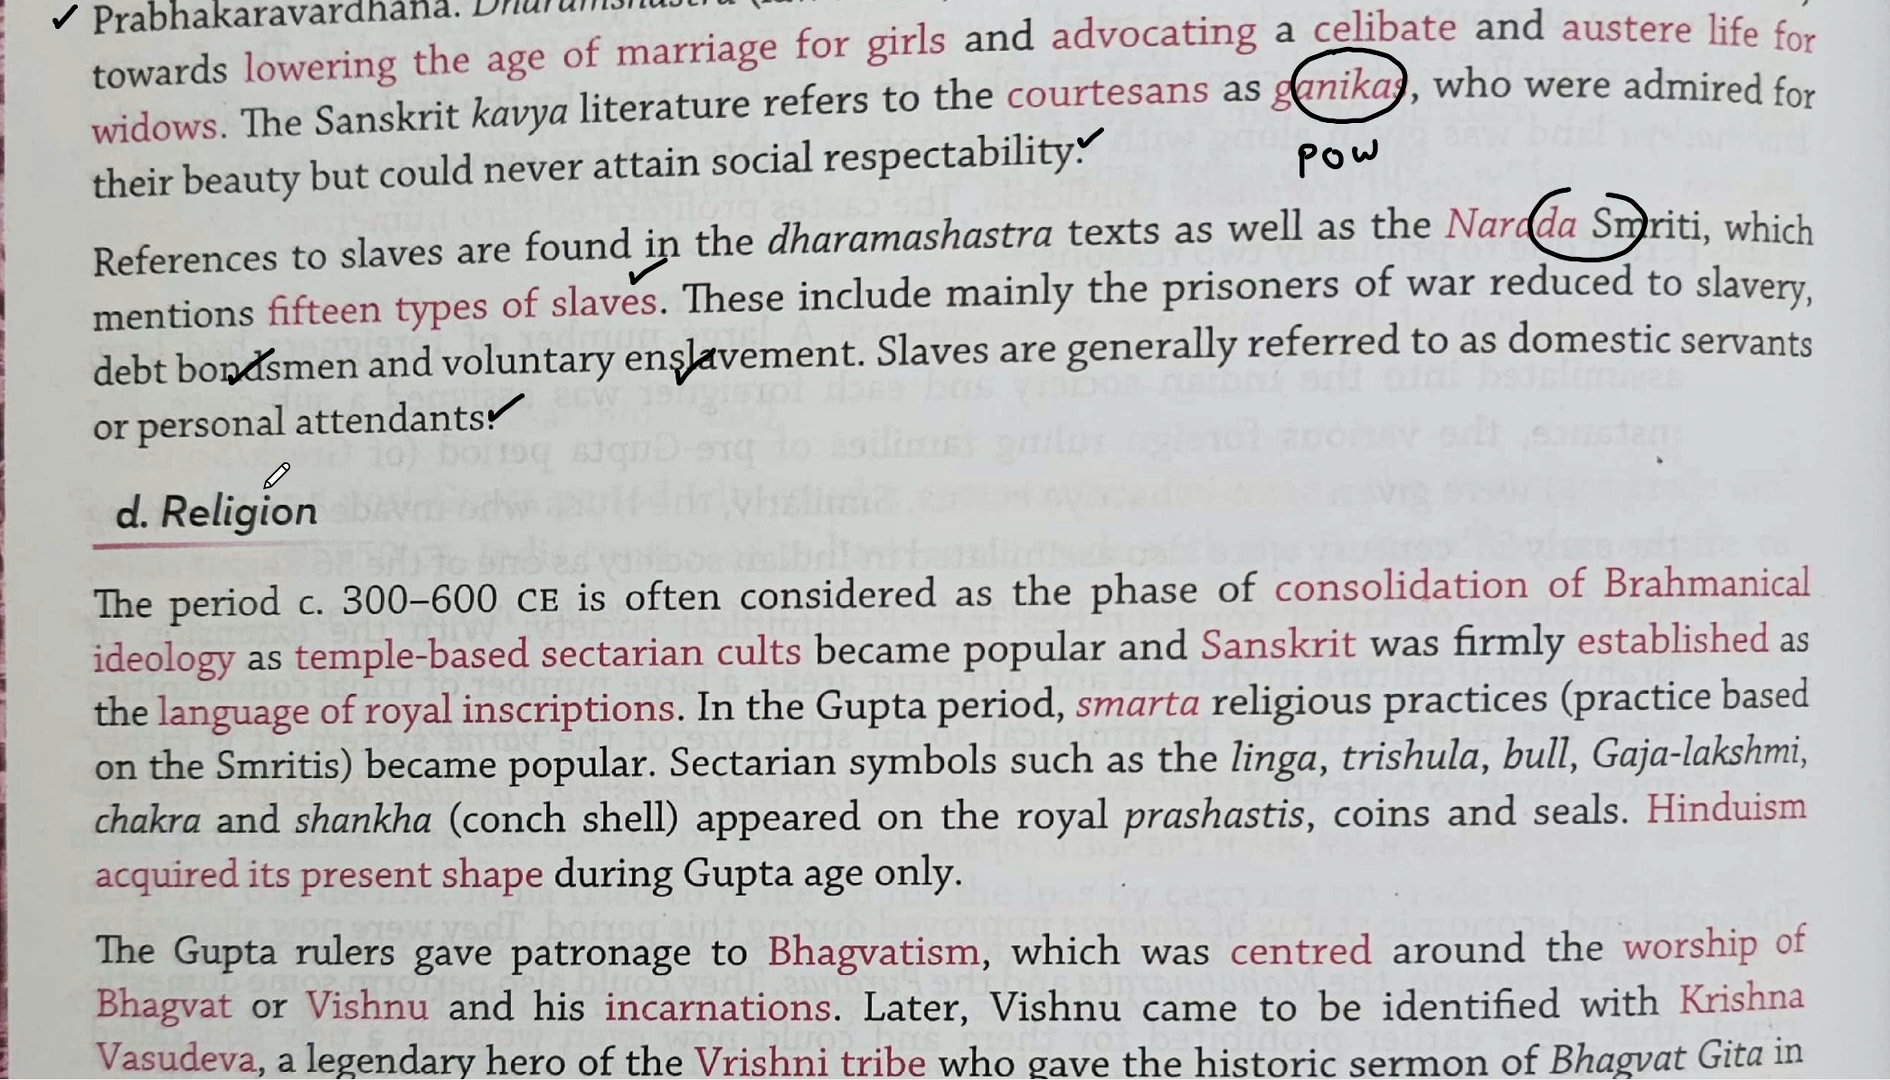 Prabhakaravardhana.
towards lowering the age of marriage for girls and advocating a celibate and austere life for
widows. The Sanskrit kavya literature refers to the courtesans as ganikas, who were admired for
their beauty but could never attain social respectability.
POW
References to slaves are found in the dharamashastra texts as well as the Narada Smriti, which
mentions fifteen types of slaves. These include mainly the prisoners of war reduced to slavery,
debt bondsmen and voluntary enslavement. Slaves are generally referred to as domestic servants
or personal attendants.
d. Religion
The period c. 300–600 CE is often considered as the phase of consolidation of Brahmanical
ideology as temple-based sectarian cults became popular and Sanskrit was firmly established as
the language of royal inscriptions. In the Gupta period, smarta religious practices (practice based
on the Smritis) became popular. Sectarian symbols such as the linga, trishula, bull, Gaja-lakshmi,
chakra and shankha (conch shell) appeared on the royal prashastis, coins and seals. Hinduism
acquired its present shape during Gupta age only.
The Gupta rulers gave patronage to Bhagvatism, which was centred around the worship of
Bhagvat or Vishnu and his incarnations. Later, Vishnu came to be identified with Krishna
Vasudeva, a legendary hero of the Vrishni tribe who gave the historic sermon of Bhagvat Gita in